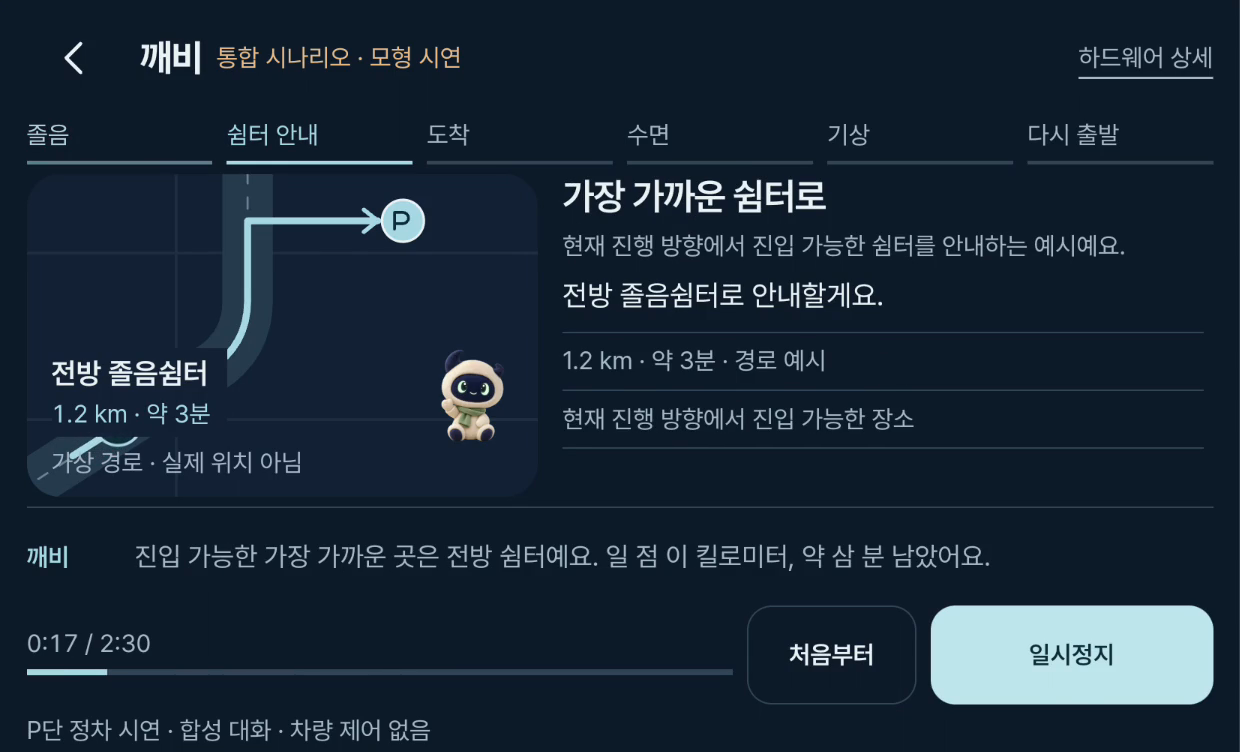 깨비 통합 시나리오 · 모형 시연
하드웨어 상세
졸음
쉼터 안내
도착
수면
기상
다시 출발
P
전방 졸음쉼터
1.2 km · 약 3분
가상 경로 · 실제 위치 아님
가장 가까운 쉼터로
현재 진행 방향에서 진입 가능한 쉼터를 안내하는 예시예요.
전방 졸음쉼터로 안내할게요.
1.2 km · 약 3분 · 경로 예시
현재 진행 방향에서 진입 가능한 장소
깨비 진입 가능한 가장 가까운 곳은 전방 쉼터예요. 일 점 이 킬로미터, 약 삼 분 남았어요.
0:17 / 2:30
처음부터
일시정지
P단 정차 시연 · 합성 대화 · 차량 제어 없음